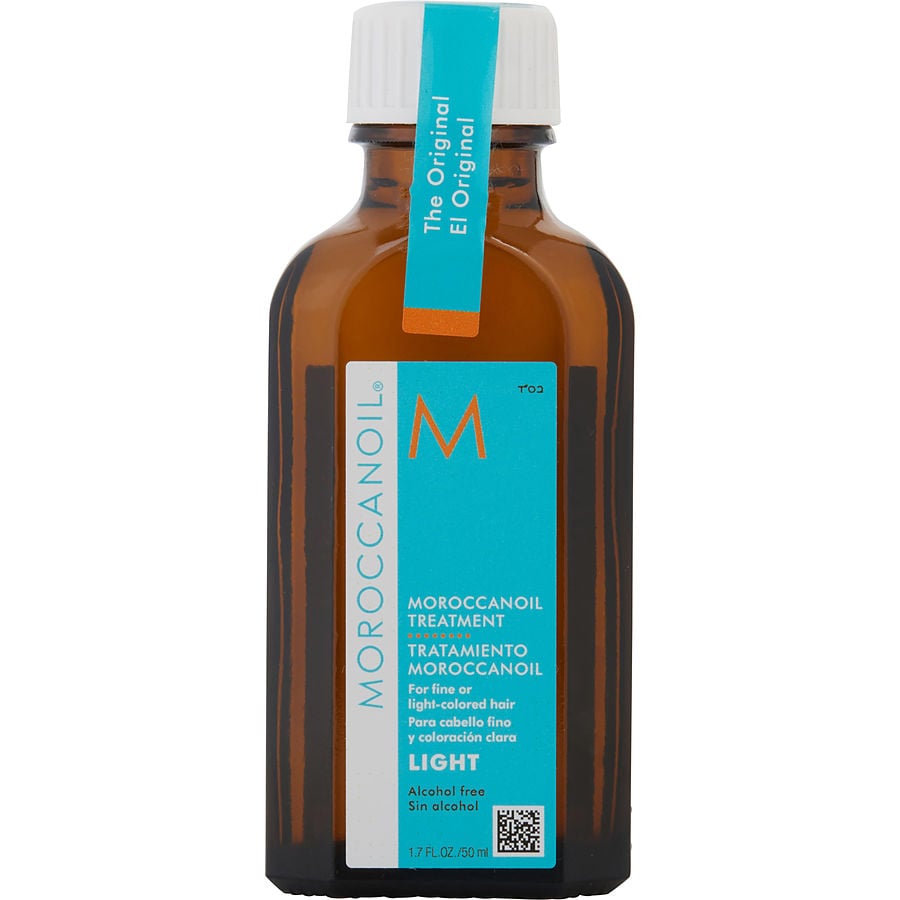 The Original
El Original
MOROCCANOIL®
M
בס"ד
MOROCCANOIL
TREATMENT
TRATAMIENTO
MOROCCANOIL
For fine or
light-colored hair
Para cabello fino
y coloración clara
LIGHT
Alcohol free
Sin alcohol
1.7 FL.OZ./50 ml